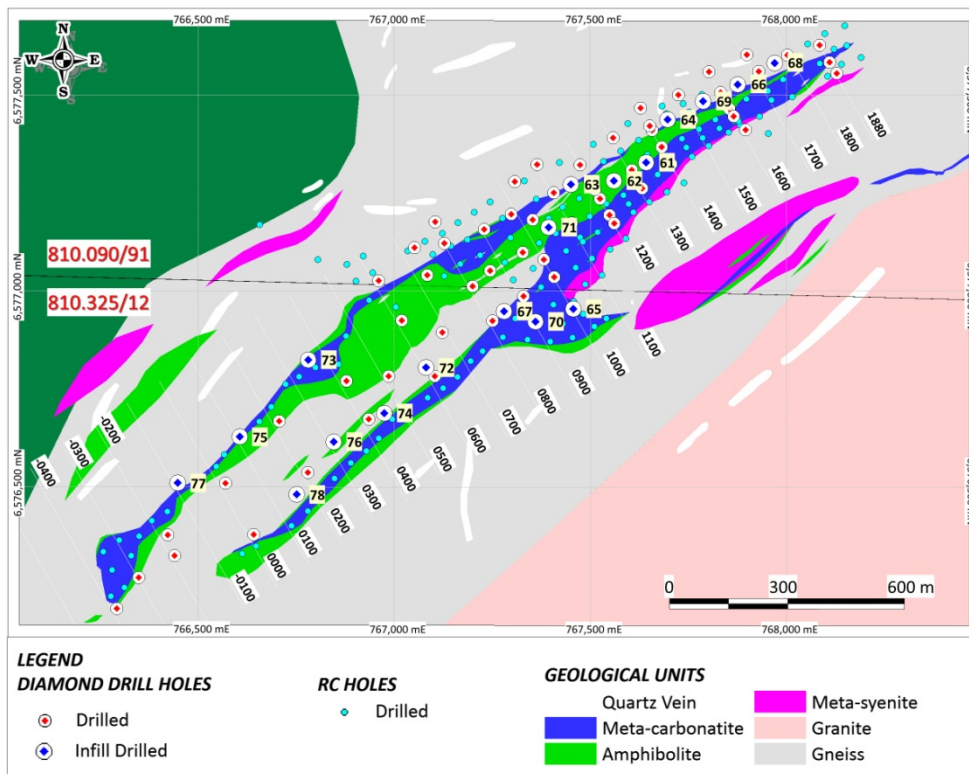 766,500 mE
767,000 mE
767,500 mE
768,000 mE
N
W E
S
6,577,500 mN
6,577,000 mN
6,576,500 mN
68
66
69
64
61
62
63
71
65
67
70
73
72
74
75
76
77
78
1880
1800
1700
1600
1500
1400
1300
1200
1100
1000
0900
0800
0700
0600
0500
0400
0300
0200
0100
0000
-0100
-0200
-0300
-0400
810.090/91
810.325/12
0 300 600 m
766,500 mE
767,000 mE
767,500 mE
768,000 mE
LEGEND
DIAMOND DRILL HOLES
Drilled
Infill Drilled
RC HOLES
Drilled
GEOLOGICAL UNITS
Quartz Vein
Meta-carbonatite
Amphibolite
Meta-syenite
Granite
Gneiss